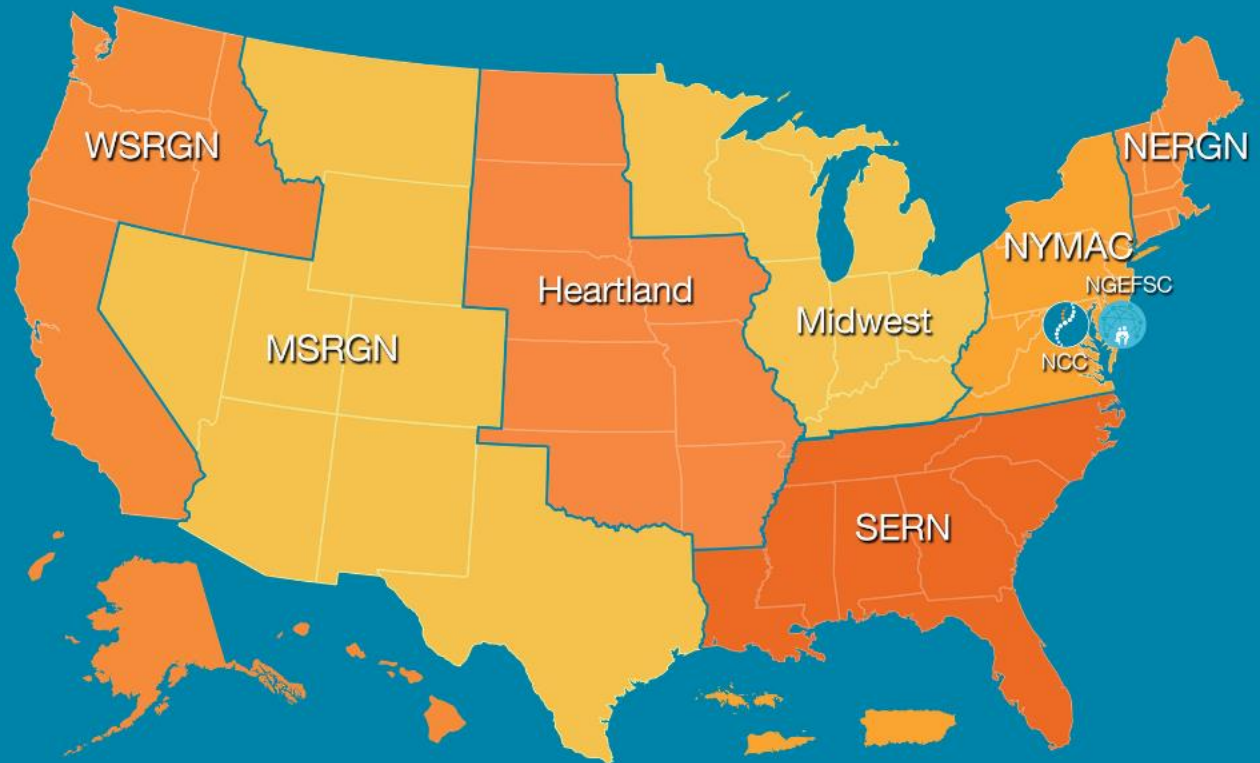 WSRGN
NERGN
NYMAC
NGEFSC
Heartland
Midwest
MSRGN
NCC
SERN